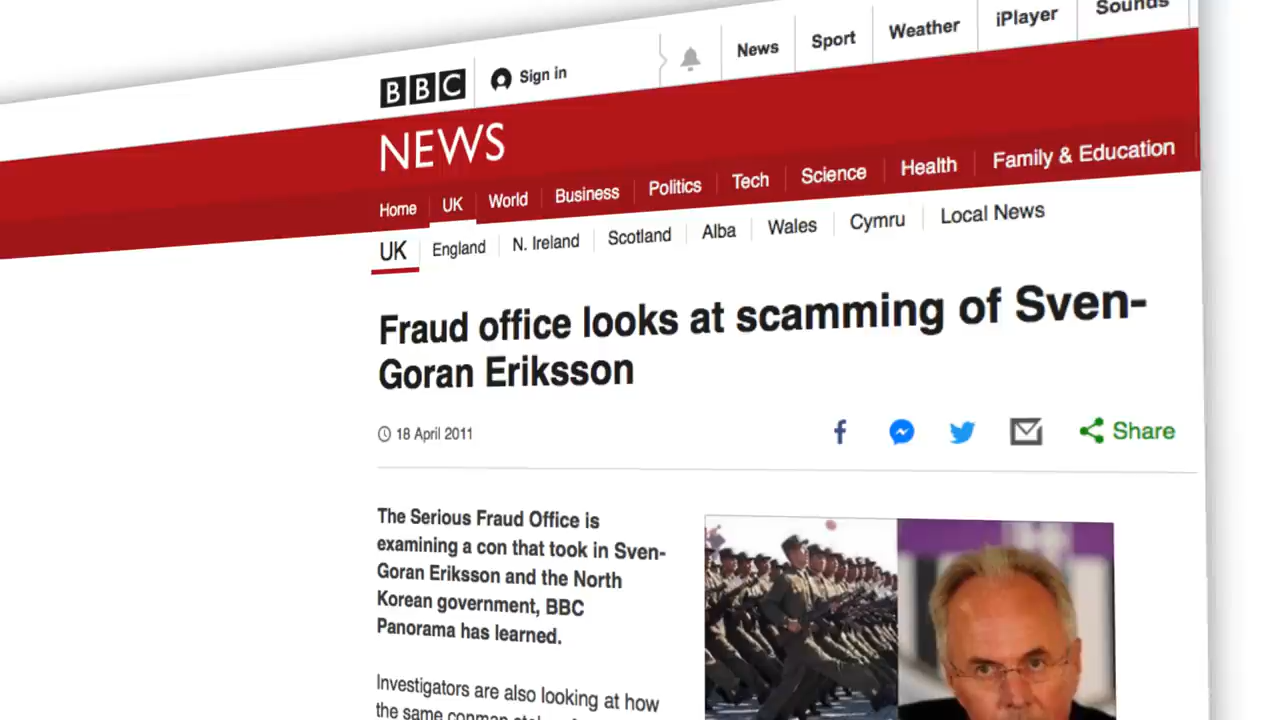 BBC Sign in News Sport Weather iPlayer Sounds
NEWS
Home UK World Business Politics Tech Science Health Family & Education
UK England N. Ireland Scotland Alba Wales Cymru Local News
Fraud office looks at scamming of Sven-
Goran Eriksson
18 April 2011
Share
The Serious Fraud Office is
examining a con that took in Sven-
Goran Eriksson and the North
Korean government, BBC
Panorama has learned.
Investigators are also looking at how
the same conman